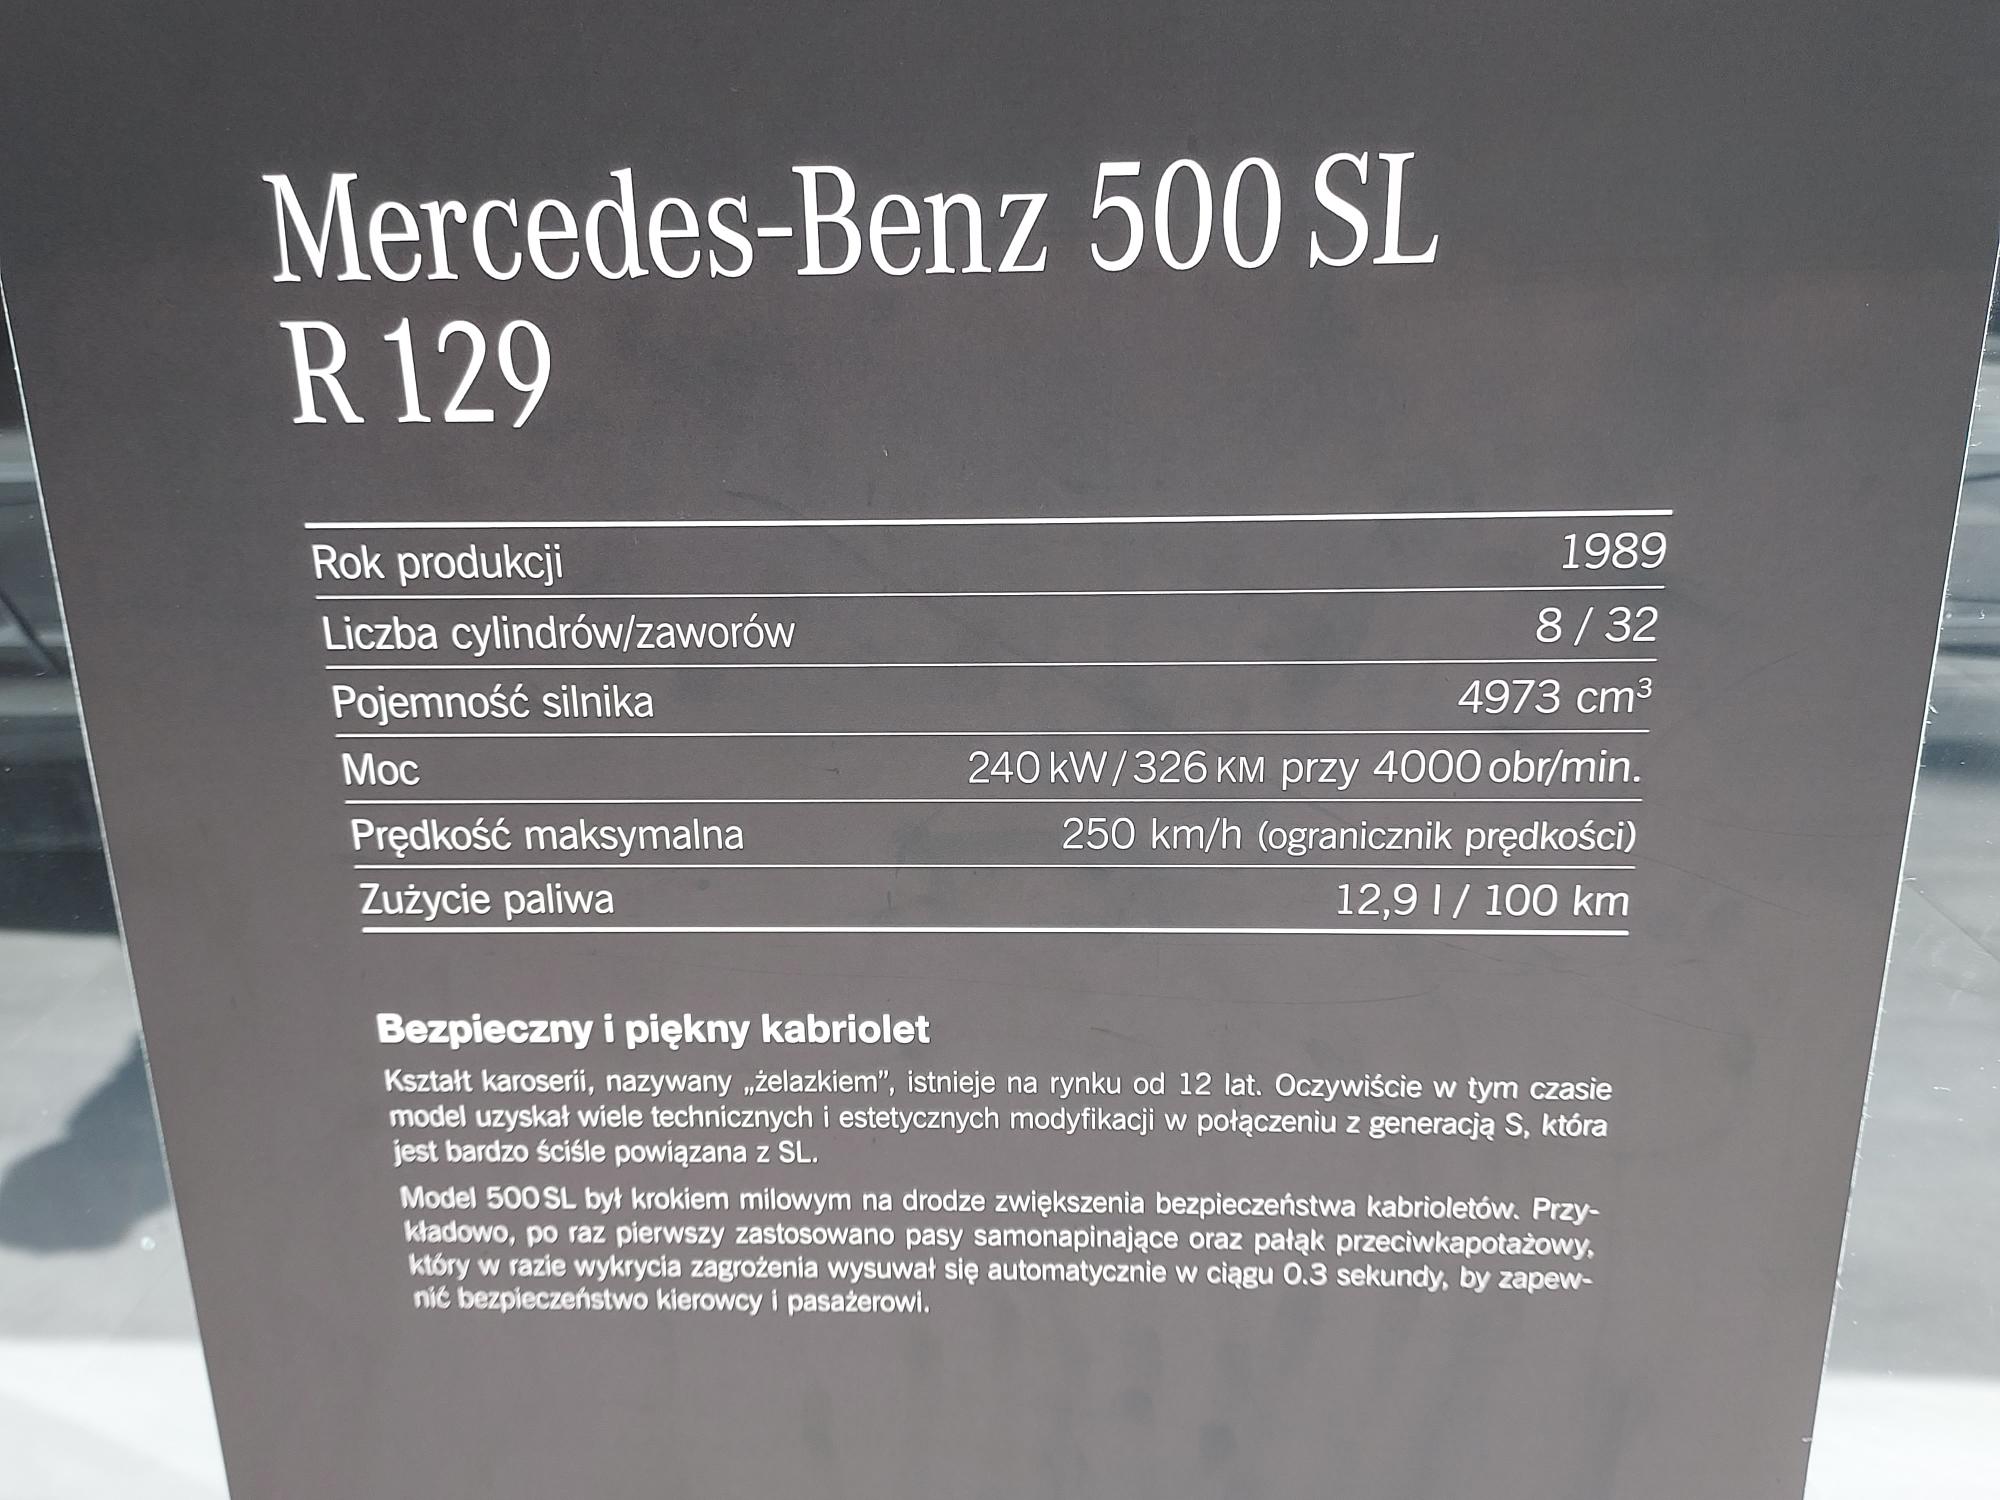 Mercedes-Benz 500 SL
R 129
Rok produkcji 1989
Liczba cylindrów/zaworów 8 / 32
Pojemność silnika 4973 cm³
Moc 240 kW/326 KM przy 4000 obr/min.
Prędkość maksymalna 250 km/h (ogranicznik prędkości)
Zużycie paliwa 12,9 l / 100 km
Bezpieczny i piękny kabriolet
Kształt karoserii, nazywany „żelazkiem”, istnieje na rynku od 12 lat. Oczywiście w tym czasie
model uzyskał wiele technicznych i estetycznych modyfikacji w połączeniu z generacją S, która
jest bardzo ściśle powiązana z SL.
Model 500 SL był krokiem milowym na drodze zwiększenia bezpieczeństwa kabrioletów. Przy-
kładowo, po raz pierwszy zastosowano pasy samonapinające oraz pałąk przeciwkapotażowy,
który w razie wykrycia zagrożenia wysuwał się automatycznie w ciągu 0.3 sekundy, by zapew-
nić bezpieczeństwo kierowcy i pasażerowi.